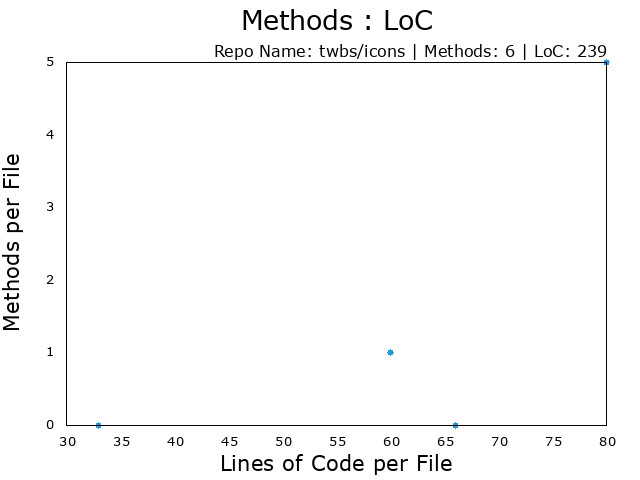 Methods : LoC
Repo Name: twbs/icons | Methods: 6 | LoC: 239
5
4
3
2
1
0
Methods per File
30 35 40 45 50 55 60 65 70 75 80
Lines of Code per File